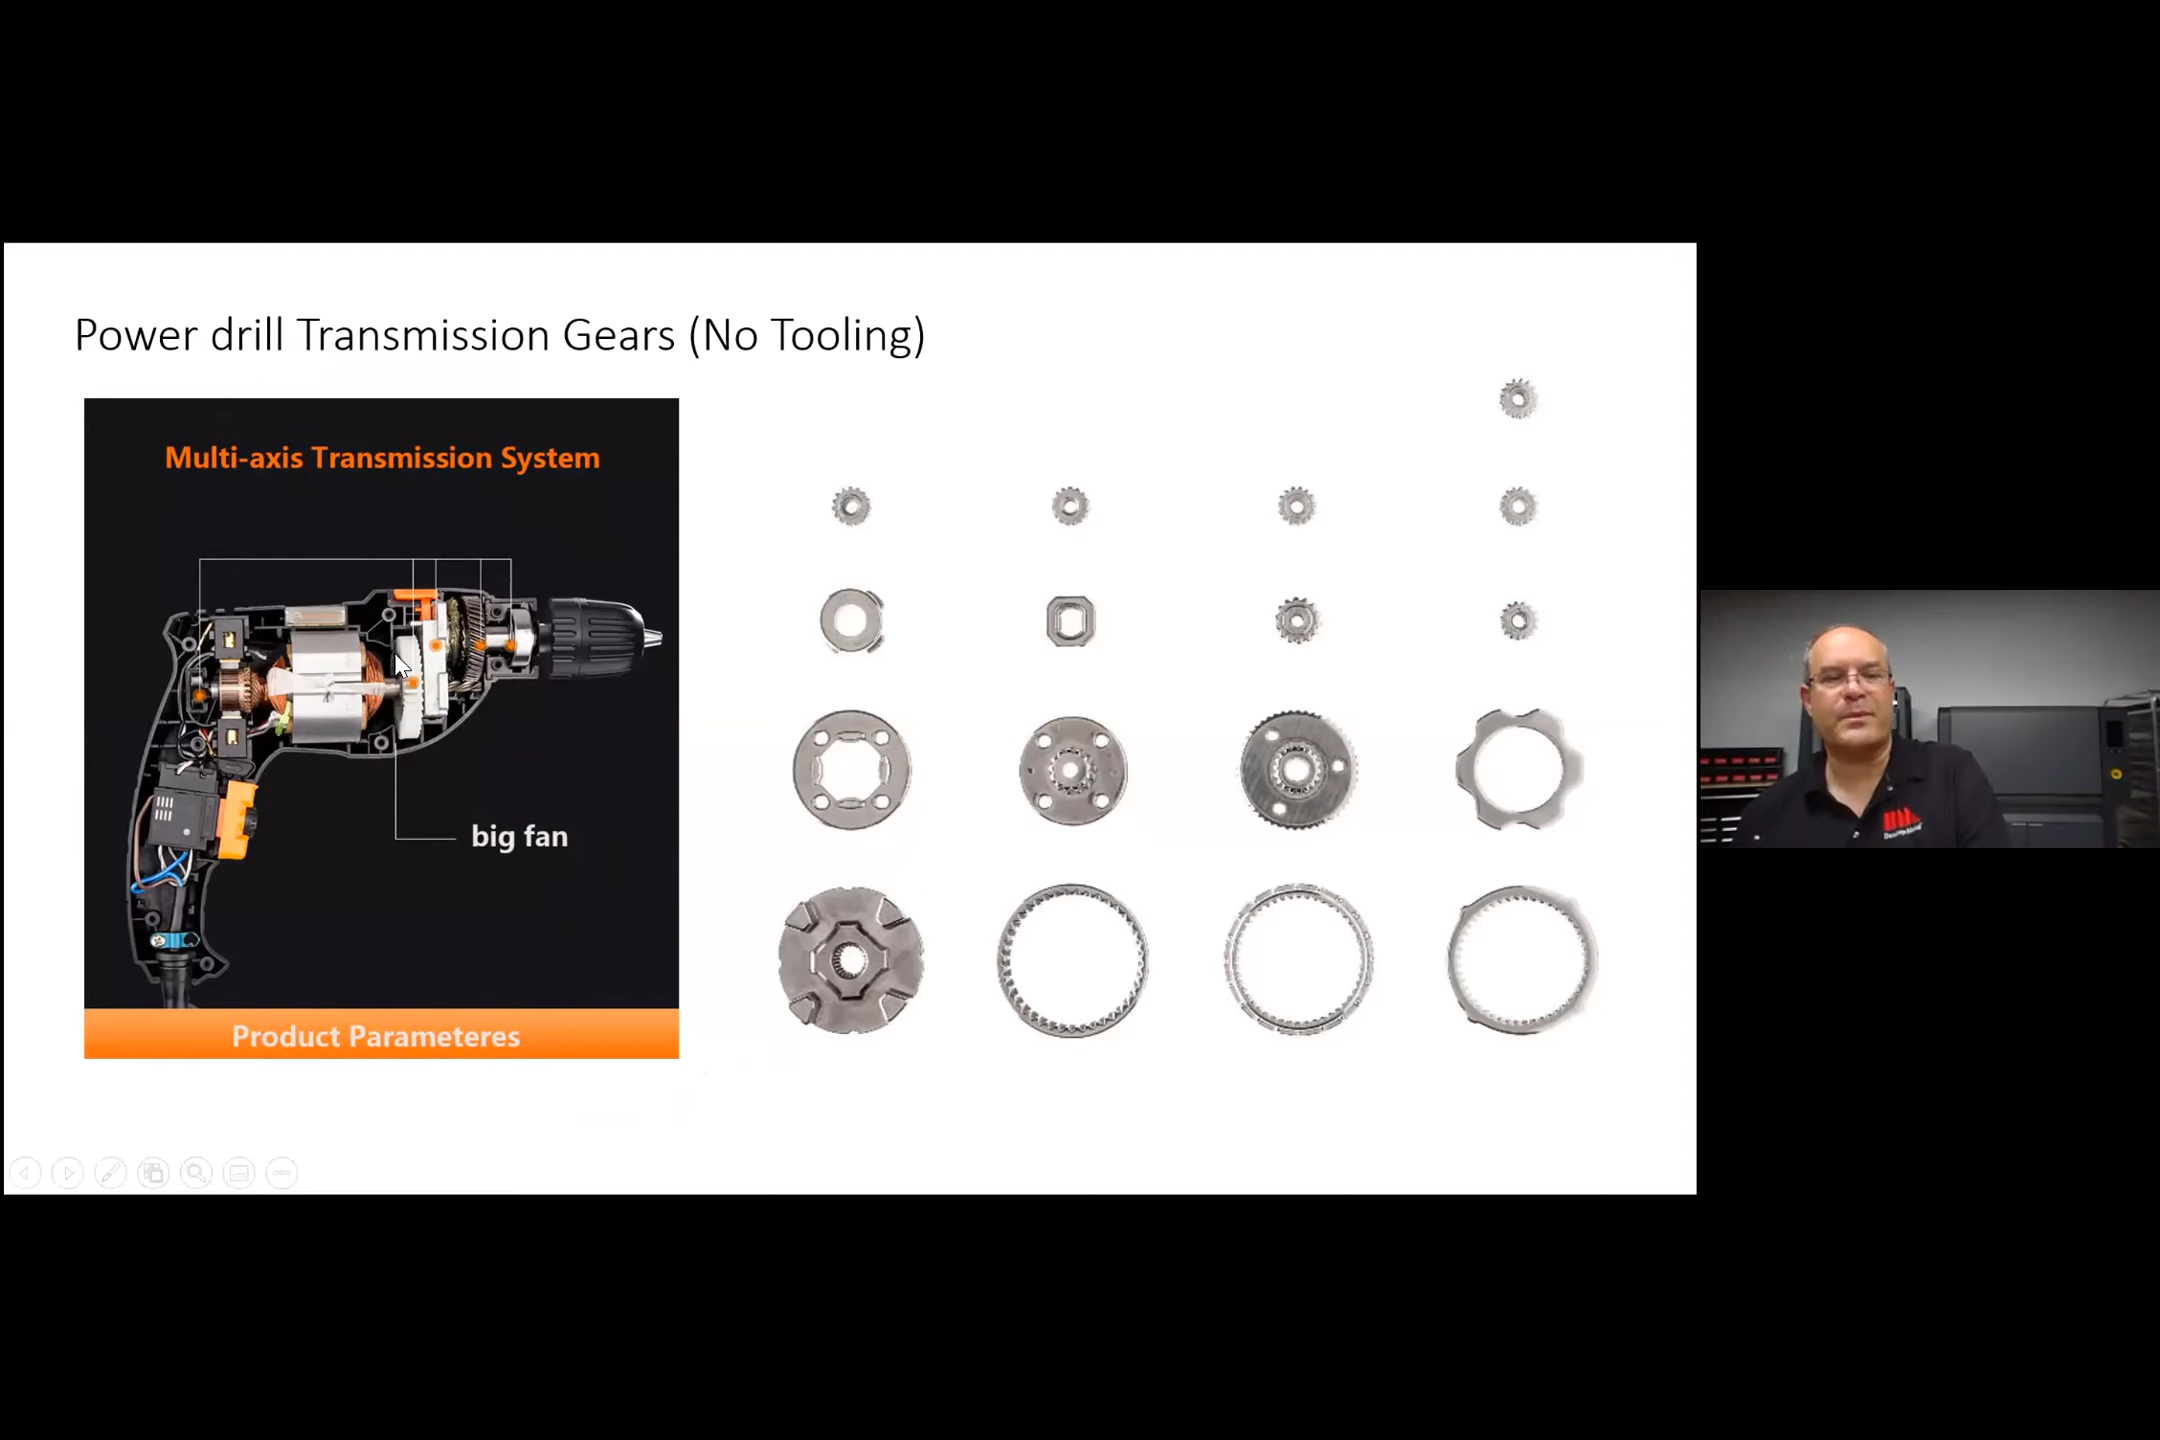 Power drill Transmission Gears (No Tooling)
Multi-axis Transmission System
big fan
Product Parameteres